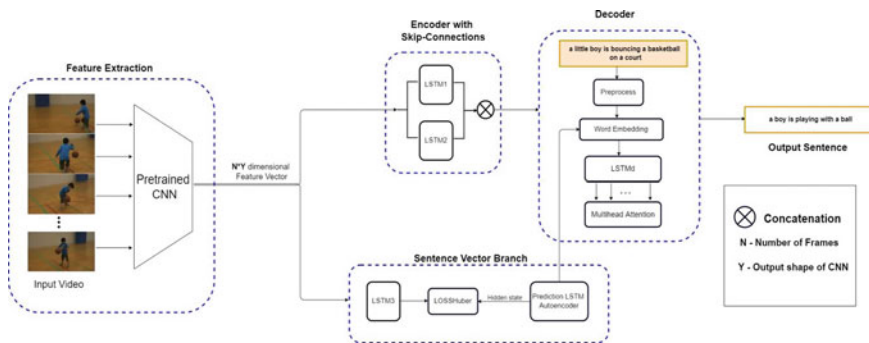 Feature Extraction
Pretrained
CNN
Input Video
N*Y dimensional
Feature Vector
Encoder with
Skip-Connections
LSTM1
LSTM2
Decoder
a little boy is bouncing a basketball
on a court
Preprocess
Word Embedding
LSTMd
Multihead Attention
a boy is playing with a ball
Output Sentence
Concatenation
N - Number of Frames
Y - Output shape of CNN
Sentence Vector Branch
LSTM3
LOSSHuber
Hidden state
Prediction LSTM
Autoencoder